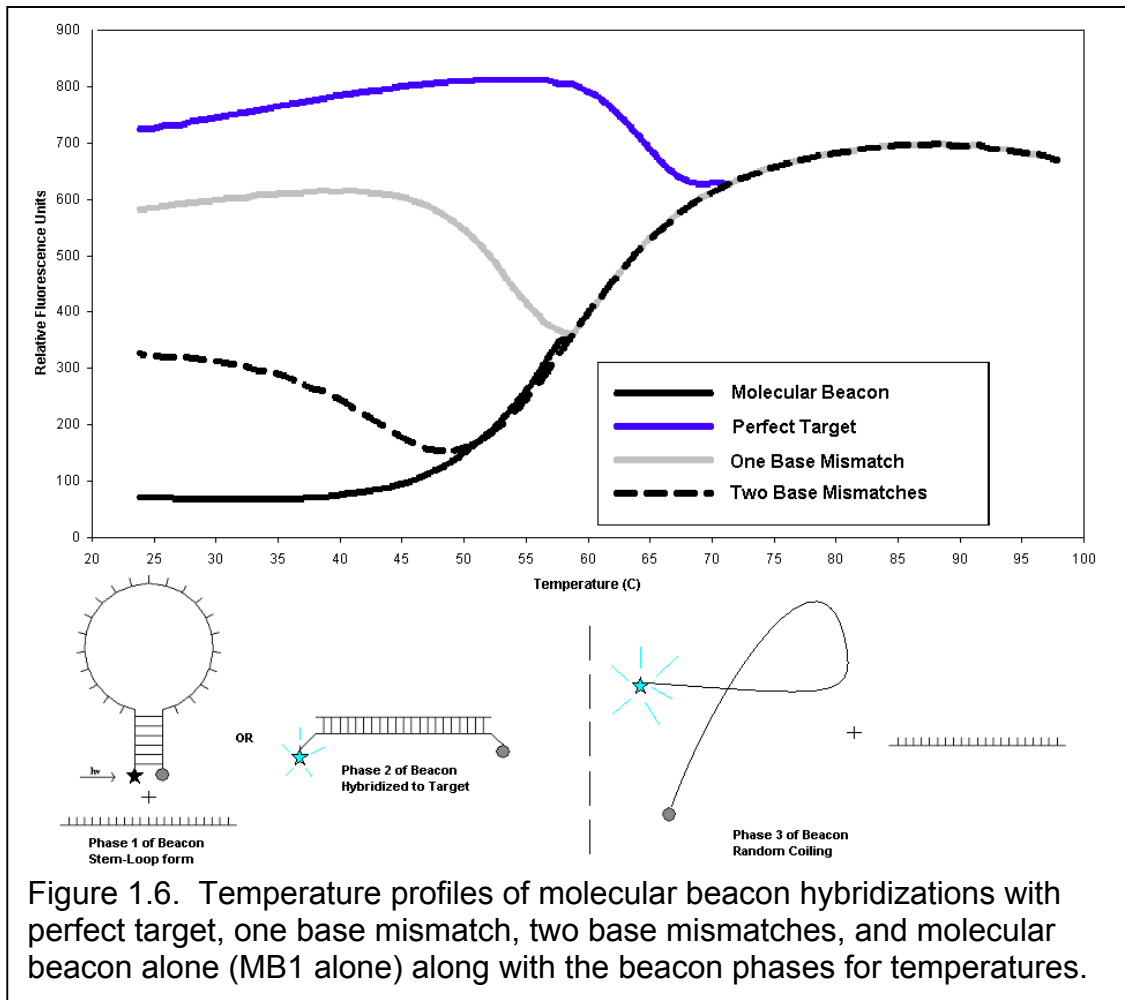 900
800
700
600
500
400
300
200
100
0
Relative Fluorescence Units
20 25 30 35 40 45 50 55 60 65 70 75 80 85 90 95 100
Temperature (C)
Molecular Beacon
Perfect Target
One Base Mismatch
Two Base Mismatches
hν
+
Phase 1 of Beacon
Stem-Loop form
OR
Phase 2 of Beacon
Hybridized to Target
+
Phase 3 of Beacon
Random Coiling
Figure 1.6. Temperature profiles of molecular beacon hybridizations with
perfect target, one base mismatch, two base mismatches, and molecular
beacon alone (MB1 alone) along with the beacon phases for temperatures.